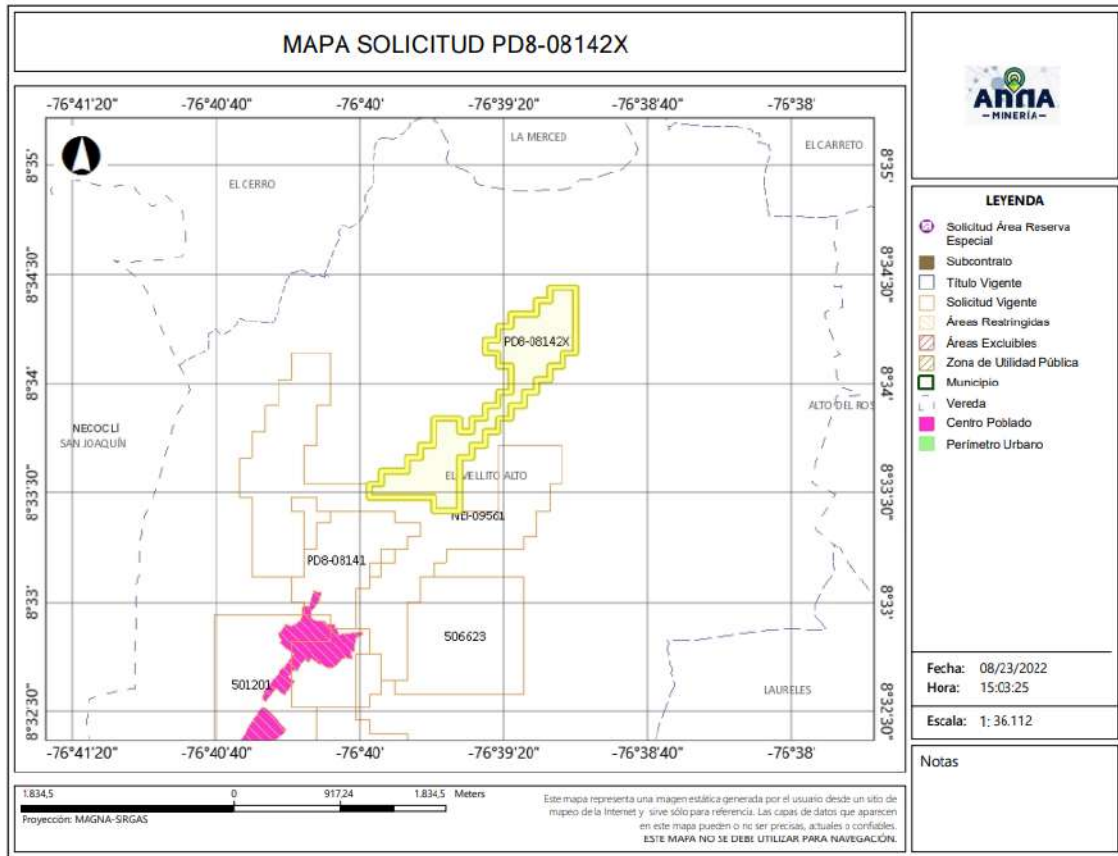 MAPA SOLICITUD PD8-08142X
-76°41'20" -76°40'40" -76°40' -76°39'20" -76°38'40" -76°38'
LA MERCED
EL CARRETO
8°35' 8°35'
EL CERRO
8°34'30" 8°34'30"
PD8-08142X
8°34' 8°34'
ALTO DEL ROS
NECOCLÍ
SAN JOAQUÍN
EL MELLITO ALTO
8°33'30" 8°33'30"
NEI-09561
PD8-08141
8°33' 8°33'
506623
501201
LAURELES
8°32'30" 8°32'30"
-76°41'20" -76°40'40" -76°40' -76°39'20" -76°38'40" -76°38'
1.834,5 0 917,24 1.834,5 Meters
Proyección: MAGNA-SIRGAS
Este mapa representa una imagen estática generada por el usuario desde un sitio de
mapeo de la Internet y sirve sólo para referencia. Las capas de datos que aparecen
en este mapa pueden o no ser precisas, actuales o confiables.
ESTE MAPA NO SE DEBE UTILIZAR PARA NAVEGACIÓN.
ANNA
—MINERÍA—
LEYENDA
Solicitud Área Reserva
Especial
Subcontrato
Título Vigente
Solicitud Vigente
Áreas Restringidas
Áreas Excluibles
Zona de Utilidad Pública
Municipio
Vereda
Centro Poblado
Perímetro Urbano
Fecha: 08/23/2022
Hora: 15:03:25
Escala: 1: 36.112
Notas